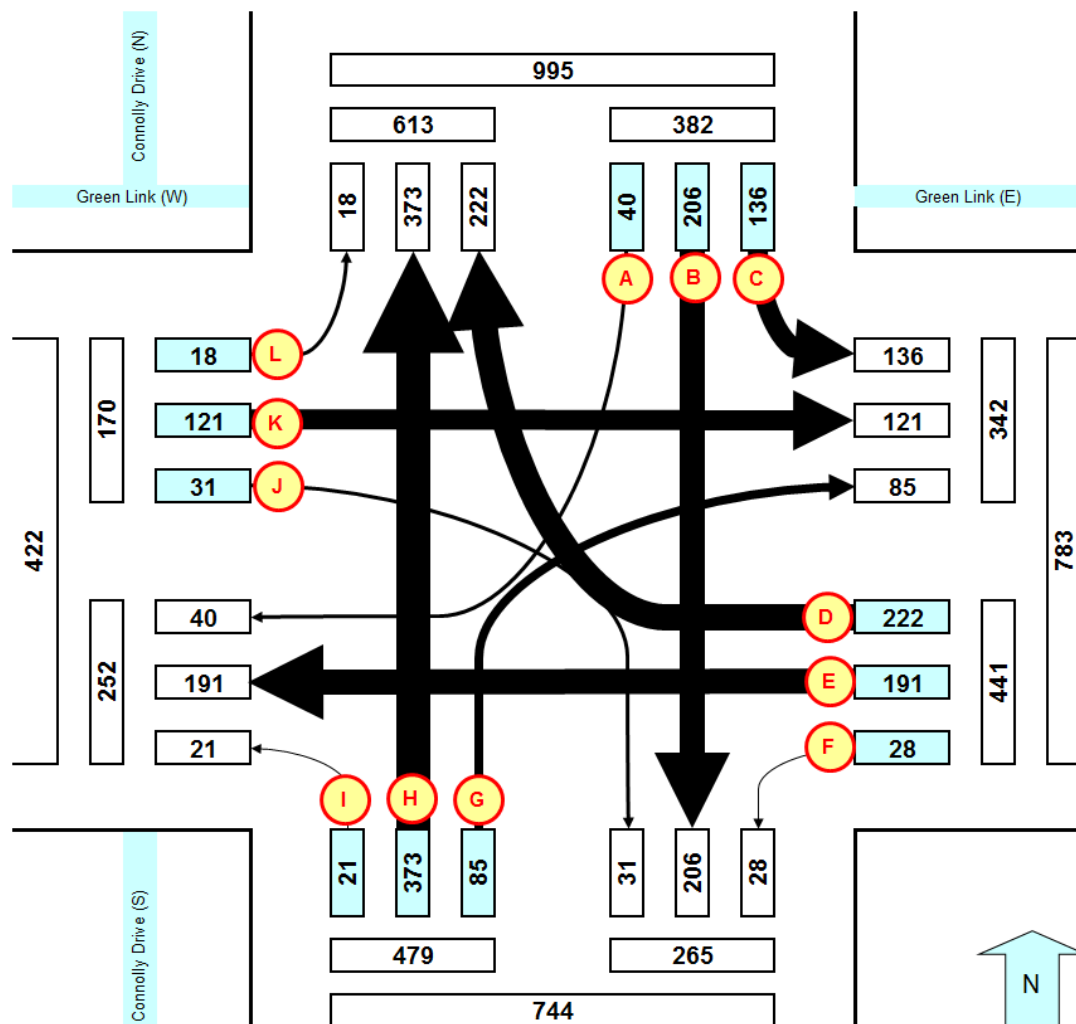 995
Connolly Drive (N)
613
382
Green Link (W)
Green Link (E)
18
373
222
40
206
136
A
B
C
L
18
136
K
121
121
170
342
J
31
85
422
783
40
D
222
252
191
E
191
441
21
F
28
I
H
G
21
373
85
31
206
28
Connolly Drive (S)
479
265
N
744